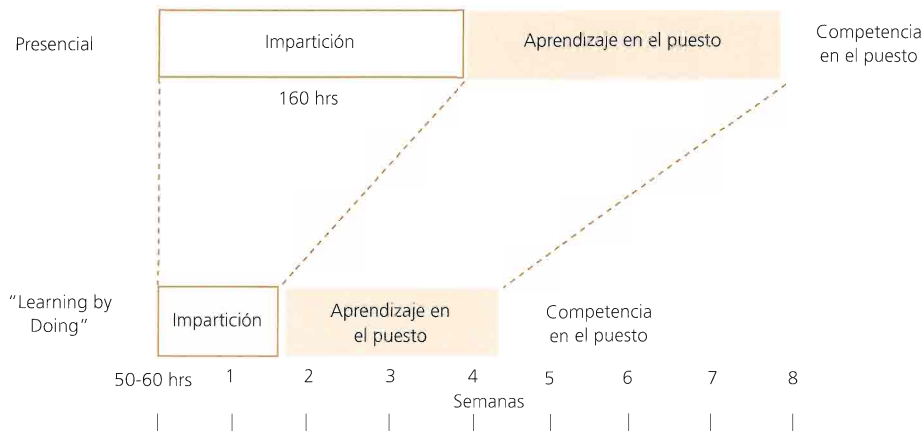 Presencial
Impartición
Aprendizaje en el puesto
Competencia
en el puesto
160 hrs
"Learning by
Doing"
Impartición
Aprendizaje en
el puesto
Competencia
en el puesto
50-60 hrs 1 2 3 4 5 6 7 8
Semanas